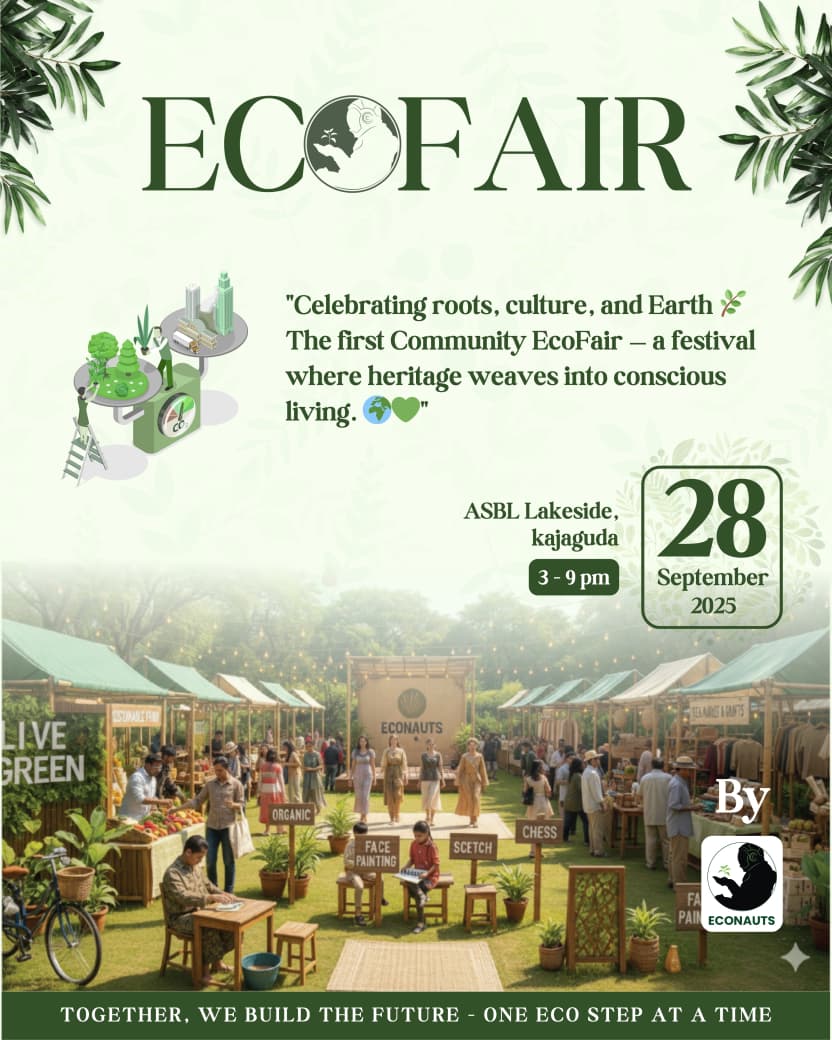 ECOFAIR
"Celebrating roots, culture, and Earth 🌿
The first Community EcoFair – a festival
where heritage weaves into conscious
living. 🌍💚"
CO₂
ASBL Lakeside,
kajaguda
3 - 9 pm
28
September
2025
ECONAUTS
LIVE
GREEN
ORGANIC
FACE
PAINTING
SCETCH
CHESS
By
ECONAUTS
TOGETHER, WE BUILD THE FUTURE - ONE ECO STEP AT A TIME